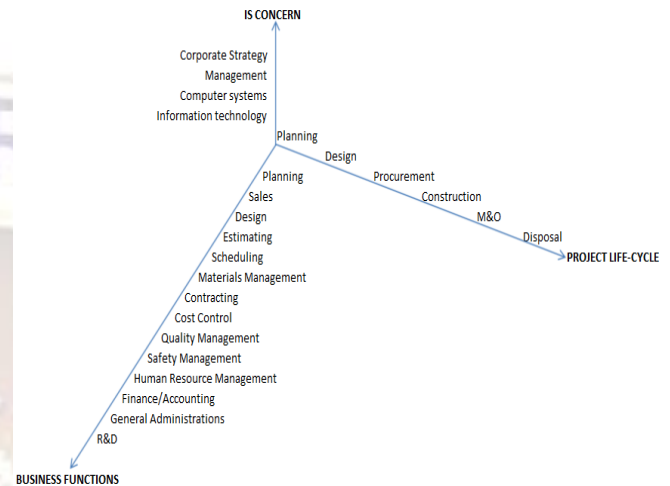 IS CONCERN
Corporate Strategy
Management
Computer systems
Information technology
Planning
Design
Procurement
Construction
M&O
Disposal
PROJECT LIFE-CYCLE
Planning
Sales
Design
Estimating
Scheduling
Materials Management
Contracting
Cost Control
Quality Management
Safety Management
Human Resource Management
Finance/Accounting
General Administrations
R&D
BUSINESS FUNCTIONS